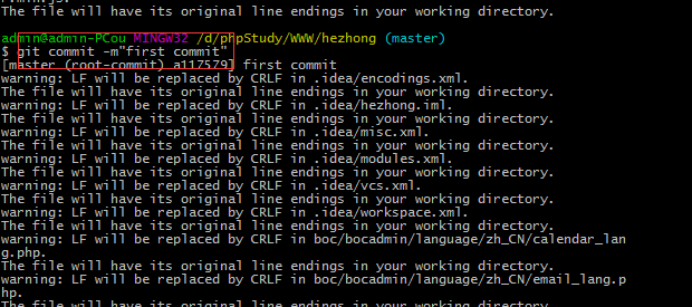 The file will have its original line endings in your working directory.
admin@admin-PCou MINGW32 /d/phpStudy/WWW/hezhong (master)
$ git commit -m"first commit"
[master (root-commit) a117579] first commit
warning: LF will be replaced by CRLF in .idea/encodings.xml.
The file will have its original line endings in your working directory.
warning: LF will be replaced by CRLF in .idea/hezhong.iml.
The file will have its original line endings in your working directory.
warning: LF will be replaced by CRLF in .idea/misc.xml.
The file will have its original line endings in your working directory.
warning: LF will be replaced by CRLF in .idea/modules.xml.
The file will have its original line endings in your working directory.
warning: LF will be replaced by CRLF in .idea/vcs.xml.
The file will have its original line endings in your working directory.
warning: LF will be replaced by CRLF in .idea/workspace.xml.
The file will have its original line endings in your working directory.
warning: LF will be replaced by CRLF in boc/bocadmin/language/zh_CN/calendar_lan
g.php.
The file will have its original line endings in your working directory.
warning: LF will be replaced by CRLF in boc/bocadmin/language/zh_CN/email_lang.p
hp.
The file will have its original line endings in your working directory.